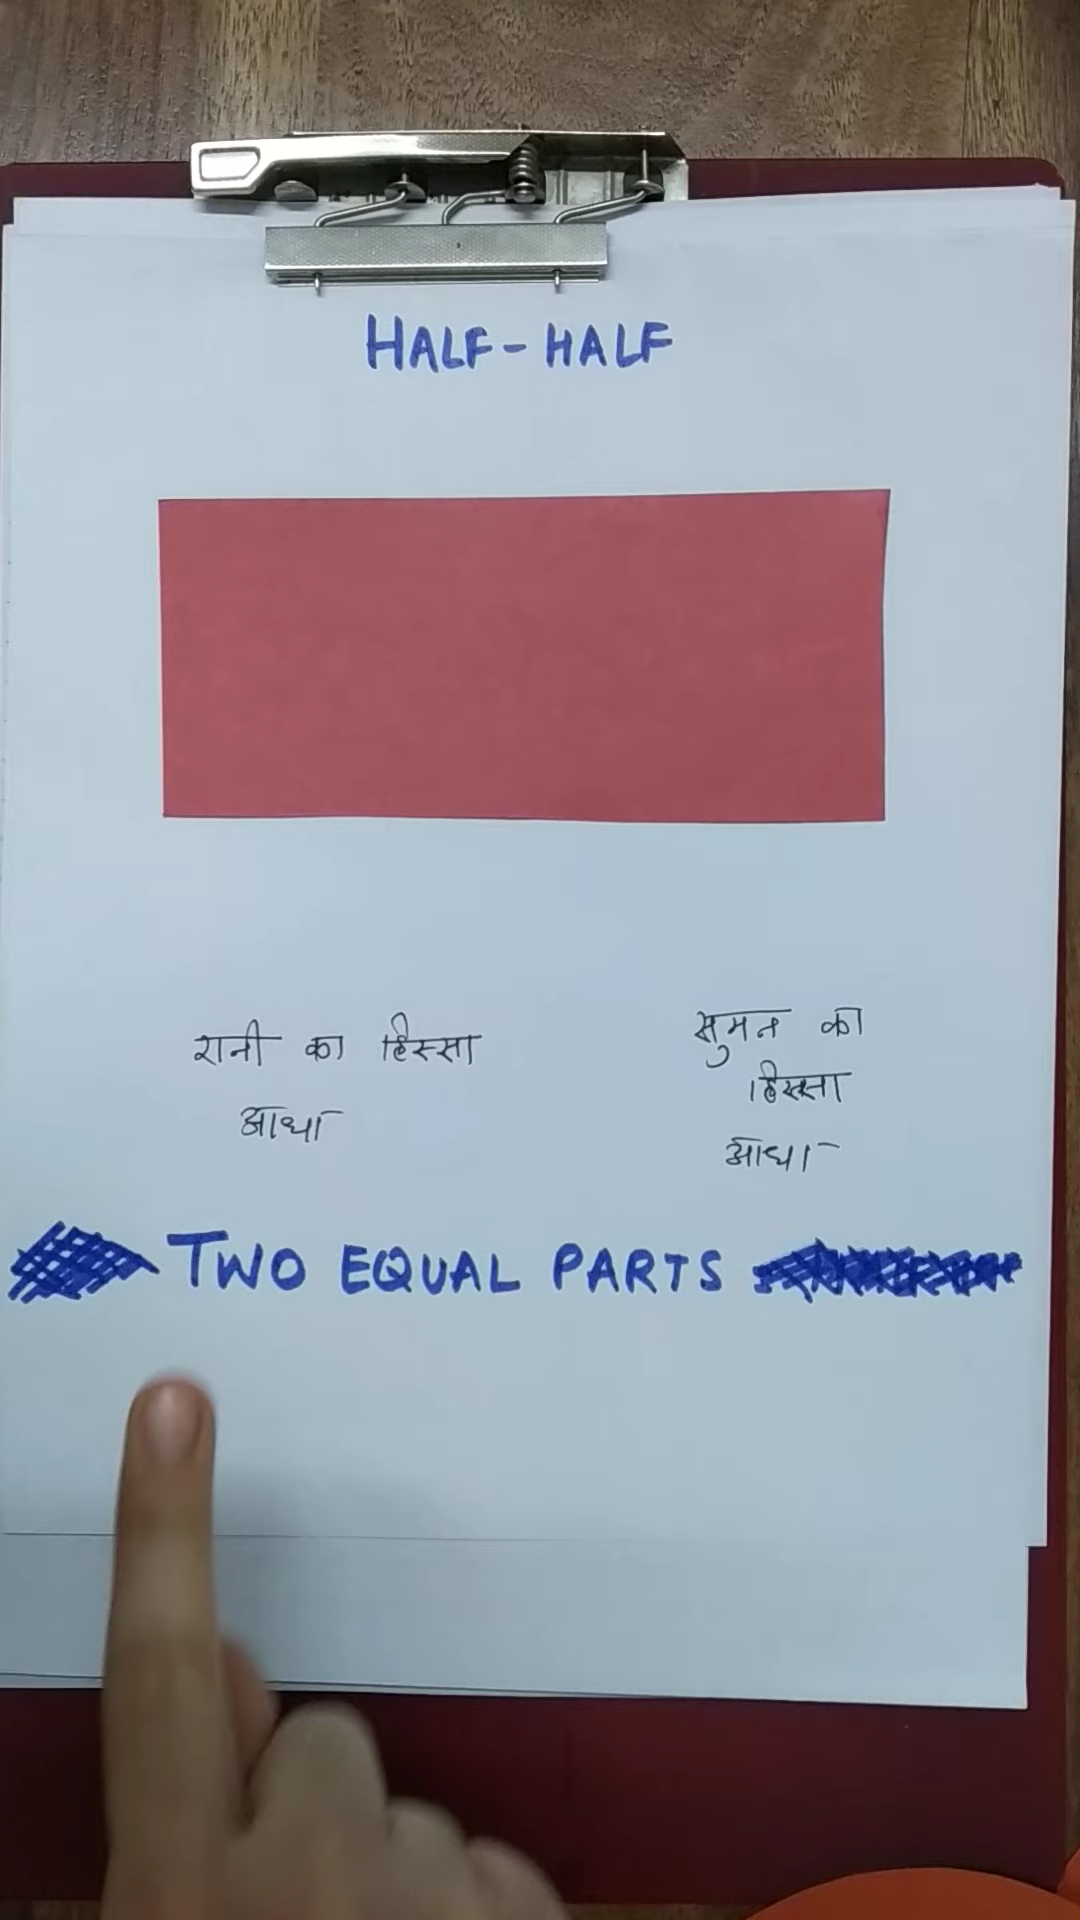 HALF - HALF
रानी का हिस्सा
आधा
सुमन का
हिस्सा
आधा
TWO EQUAL PARTS